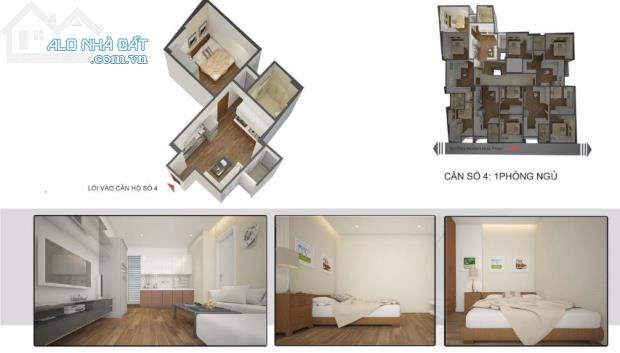 ALO NHÀ ĐẤT
.com.vn
LỐI VÀO CĂN HỘ SỐ 4
CĂN SỐ 4: 1PHÒNG NGỦ